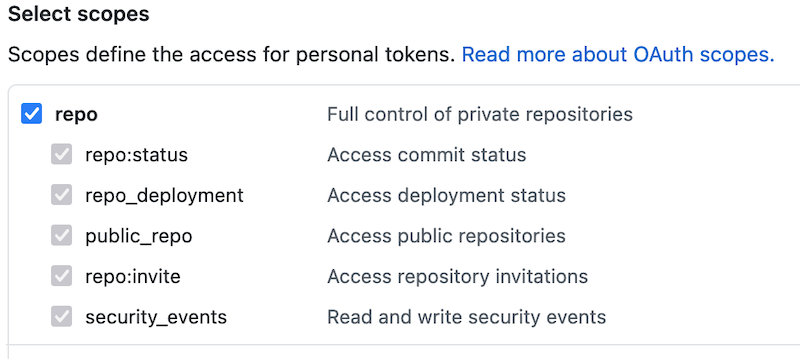 Select scopes
Scopes define the access for personal tokens. Read more about OAuth scopes.
repo Full control of private repositories
repo:status Access commit status
repo_deployment Access deployment status
public_repo Access public repositories
repo:invite Access repository invitations
security_events Read and write security events